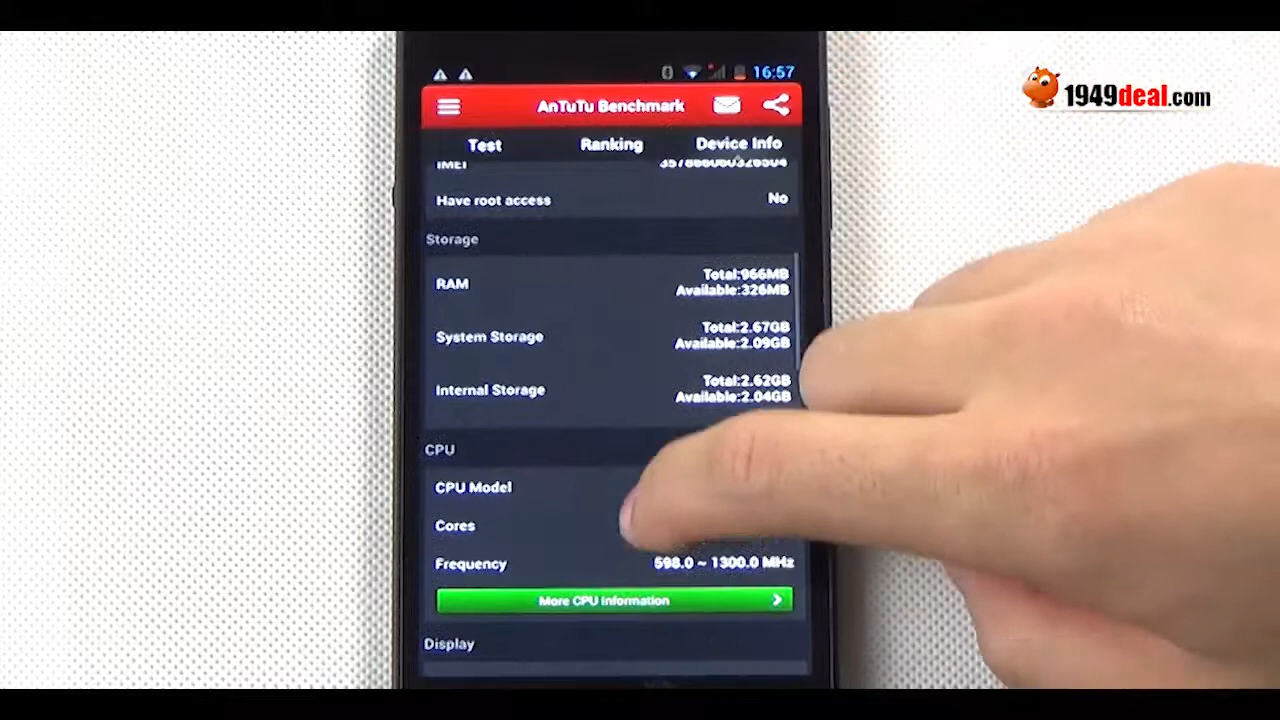 16:57
1949deal.com
AnTuTu Benchmark
Test Ranking Device Info
IMEI
Have root access No
Storage
RAM Total:966MB
Available:326MB
System Storage Total:2.67GB
Available:2.09GB
Internal Storage Total:2.62GB
Available:2.04GB
CPU
CPU Model
Cores
Frequency 598.0 ~ 1300.0 MHz
More CPU information
Display